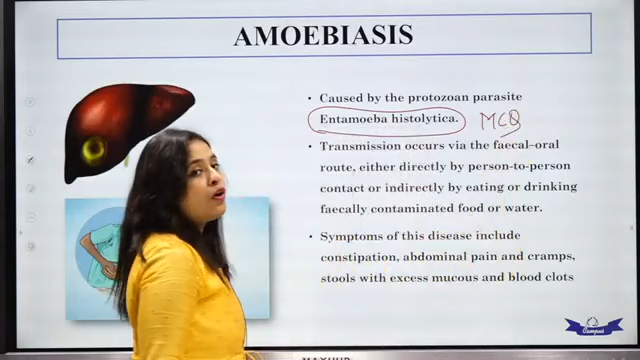 AMOEBIASIS
• Caused by the protozoan parasite
Entamoeba histolytica. MCQ
• Transmission occurs via the faecal–oral
route, either directly by person-to-person
contact or indirectly by eating or drinking
faecally contaminated food or water.
• Symptoms of this disease include
constipation, abdominal pain and cramps,
stools with excess mucous and blood clots
Campus